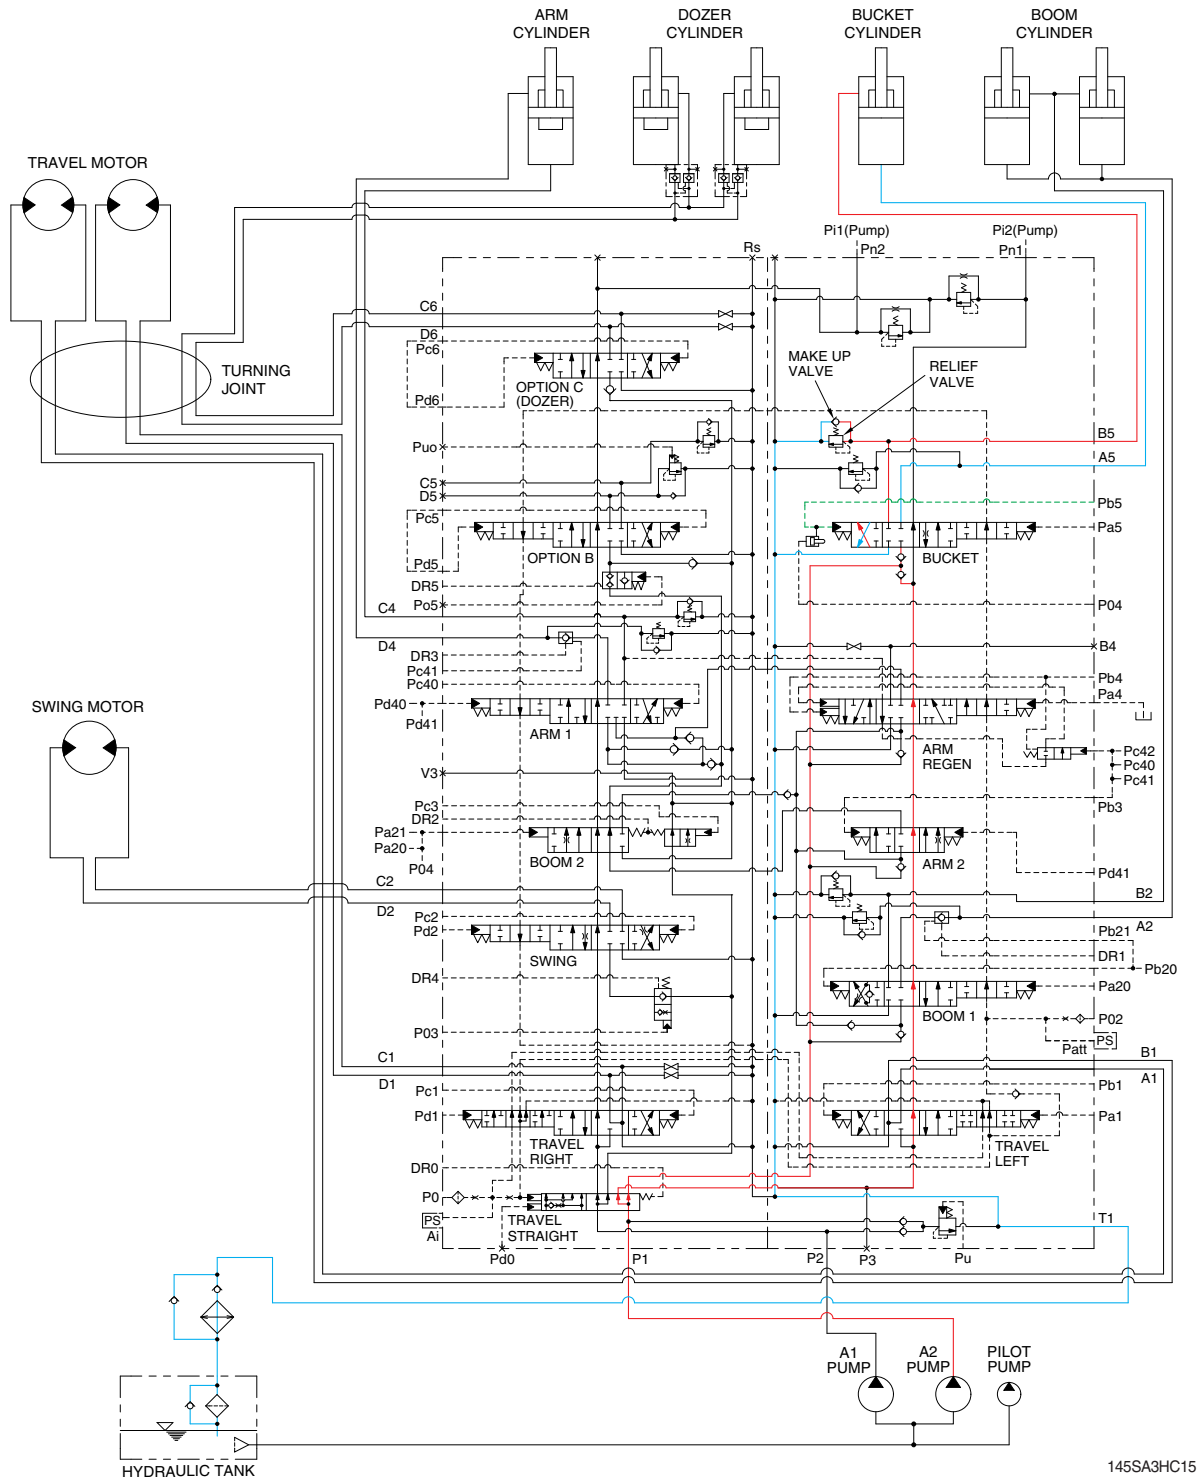 ARM
CYLINDER
DOZER
CYLINDER
BUCKET
CYLINDER
BOOM
CYLINDER
TRAVEL MOTOR
TURNING
JOINT
SWING MOTOR
Rs
Pi1(Pump)
Pn2
Pi2(Pump)
Pn1
C6
D6
Pc6
Pd6
OPTION C
(DOZER)
MAKE UP
VALVE
RELIEF
VALVE
Puo
C5
D5
Pc5
Pd5
OPTION B
DR5
Po5
B5
A5
Pb5
Pa5
BUCKET
P04
C4
D4
DR3
Pc41
Pc40
Pd40
Pd41
ARM 1
B4
Pb4
Pa4
ARM
REGEN
Pc42
Pc40
Pc41
V3
Pc3
DR2
Pa21
Pa20
P04
BOOM 2
Pb3
ARM 2
Pd41
C2
D2
Pc2
Pd2
SWING
DR4
P03
B2
A2
Pb21
DR1
Pb20
Pa20
BOOM 1
P02
PS
Patt
C1
D1
Pc1
Pd1
TRAVEL
RIGHT
B1
A1
Pb1
Pa1
TRAVEL
LEFT
DR0
P0
PS
Ai
TRAVEL
STRAIGHT
Pd0
P1
P2
P3
Pu
T1
A1
PUMP
A2
PUMP
PILOT
PUMP
HYDRAULIC TANK
145SA3HC15